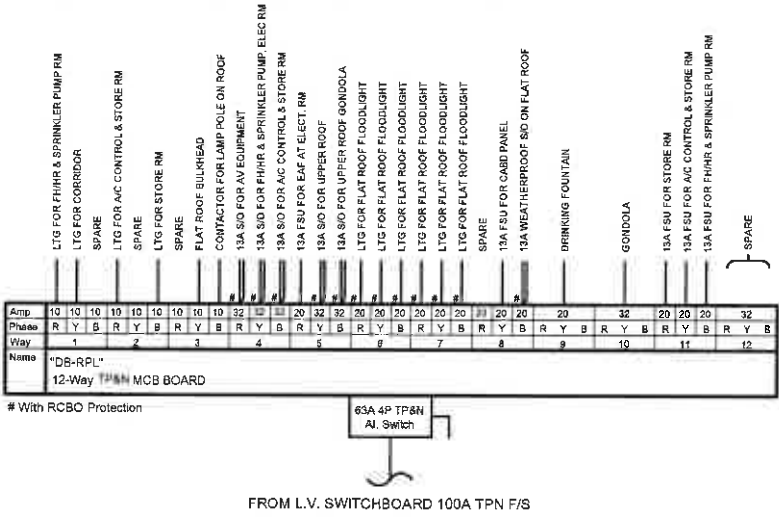 LTG FOR FH/HR & SPRINKLER PUMP RM
LTG FOR CORRIDOR
SPARE
LTG FOR A/C CONTROL & STORE RM
SPARE
LTG FOR STORE RM
SPARE
FLAT ROOF BULKHEAD
CONTACTOR FOR LAMP POLE ON ROOF
13A S/O FOR AV EQUIPMENT
13A S/O FOR FH/HR & SPRINKLER PUMP, ELEC RM
13A S/O FOR A/C CONTROL & STORE RM
13A FSU FOR EAF AT ELECT. RM
13A S/O FOR UPPER ROOF
13A S/O FOR UPPER ROOF GONDOLA
LTG FOR FLAT ROOF FLOODLIGHT
LTG FOR FLAT ROOF FLOODLIGHT
LTG FOR FLAT ROOF FLOODLIGHT
LTG FOR FLAT ROOF FLOODLIGHT
LTG FOR FLAT ROOF FLOODLIGHT
LTG FOR FLAT ROOF FLOODLIGHT
SPARE
13A FSU FOR CABD PANEL
13A WEATHERPROOF S/O ON FLAT ROOF
DRINKING FOUNTAIN
GONDOLA
13A FSU FOR STORE RM
13A FSU FOR A/C CONTROL & STORE RM
13A FSU FOR FH/HR & SPRINKLER PUMP RM
SPARE
# # # # # # # # # # # #
Amp 10 10 10 10 10 10 10 10 10 32 20 32 32 20 20 20 20 20 20 20 20 20 32 20 20 20 32
Phase R Y B R Y B R Y B R Y B R Y B R Y B R Y B R Y B R Y B R Y B R Y B R Y B
Way 1 2 3 4 5 6 7 8 9 10 11 12
Name "DB-RPL"
12-Way TP&N MCB BOARD
# With RCBO Protection
63A 4P TP&N
Al. Switch
FROM L.V. SWITCHBOARD 100A TPN F/S